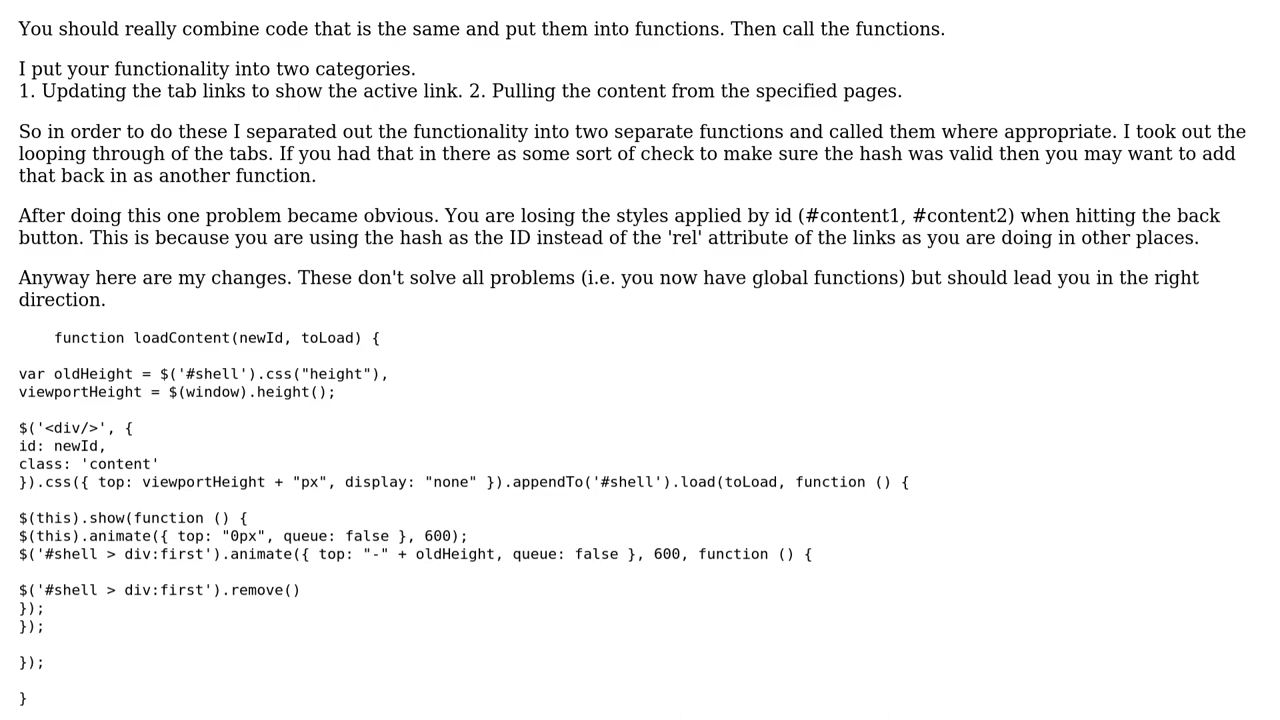 You should really combine code that is the same and put them into functions. Then call the functions.
I put your functionality into two categories.
1. Updating the tab links to show the active link. 2. Pulling the content from the specified pages.
So in order to do these I separated out the functionality into two separate functions and called them where appropriate. I took out the
looping through of the tabs. If you had that in there as some sort of check to make sure the hash was valid then you may want to add
that back in as another function.
After doing this one problem became obvious. You are losing the styles applied by id (#content1, #content2) when hitting the back
button. This is because you are using the hash as the ID instead of the 'rel' attribute of the links as you are doing in other places.
Anyway here are my changes. These don't solve all problems (i.e. you now have global functions) but should lead you in the right
direction.
function loadContent(newId, toLoad) {
var oldHeight = $('#shell').css("height"),
viewportHeight = $(window).height();
$('<div/>', {
id: newId,
class: 'content'
}).css({ top: viewportHeight + "px", display: "none" }).appendTo('#shell').load(toLoad, function () {
$(this).show(function () {
$(this).animate({ top: "0px", queue: false }, 600);
$('#shell > div:first').animate({ top: "-" + oldHeight, queue: false }, 600, function () {
$('#shell > div:first').remove()
});
});
});
}